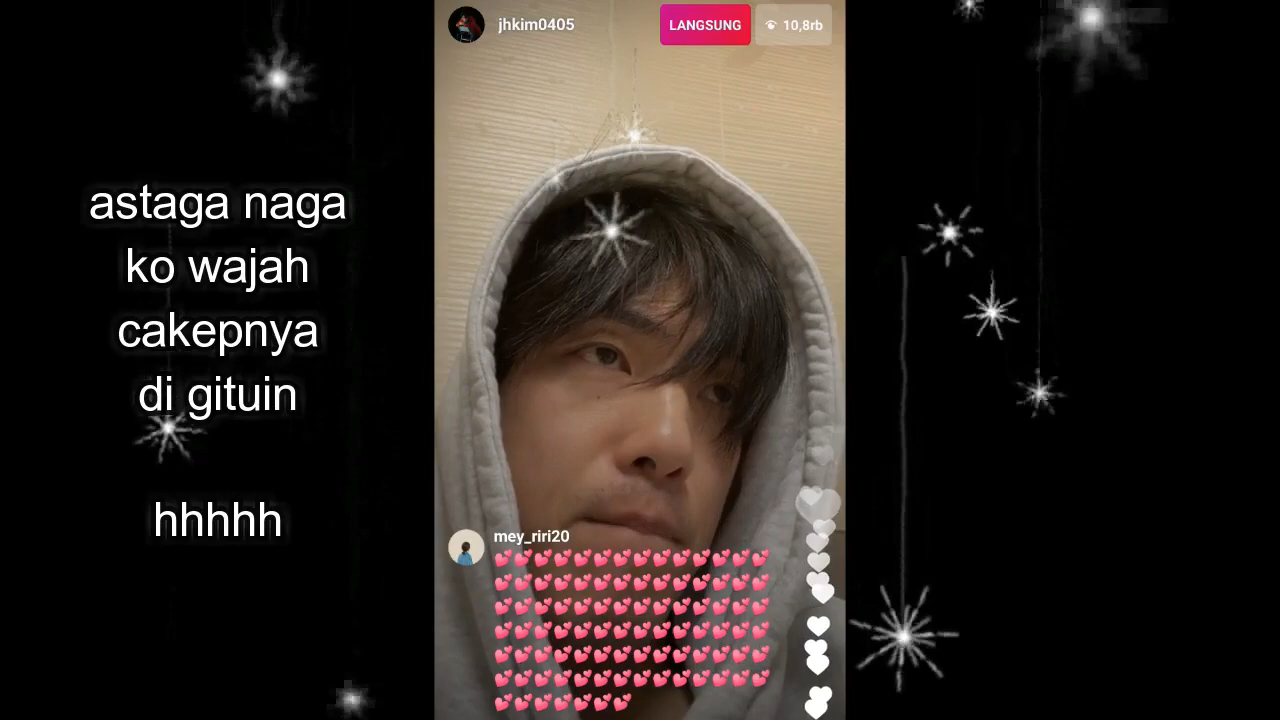 jhkim0405
LANGSUNG
10,8rb
astaga naga
ko wajah
cakepnya
di gituin
hhhhh
mey_riri20
💕💕💕💕💕💕💕💕💕💕💕💕💕💕
💕💕💕💕💕💕💕💕💕💕💕💕💕💕
💕💕💕💕💕💕💕💕💕💕💕💕💕💕
💕💕💕💕💕💕💕💕💕💕💕💕💕💕
💕💕💕💕💕💕💕💕💕💕💕💕💕💕
💕💕💕💕💕💕💕💕💕💕💕💕💕💕
💕💕💕💕💕💕💕